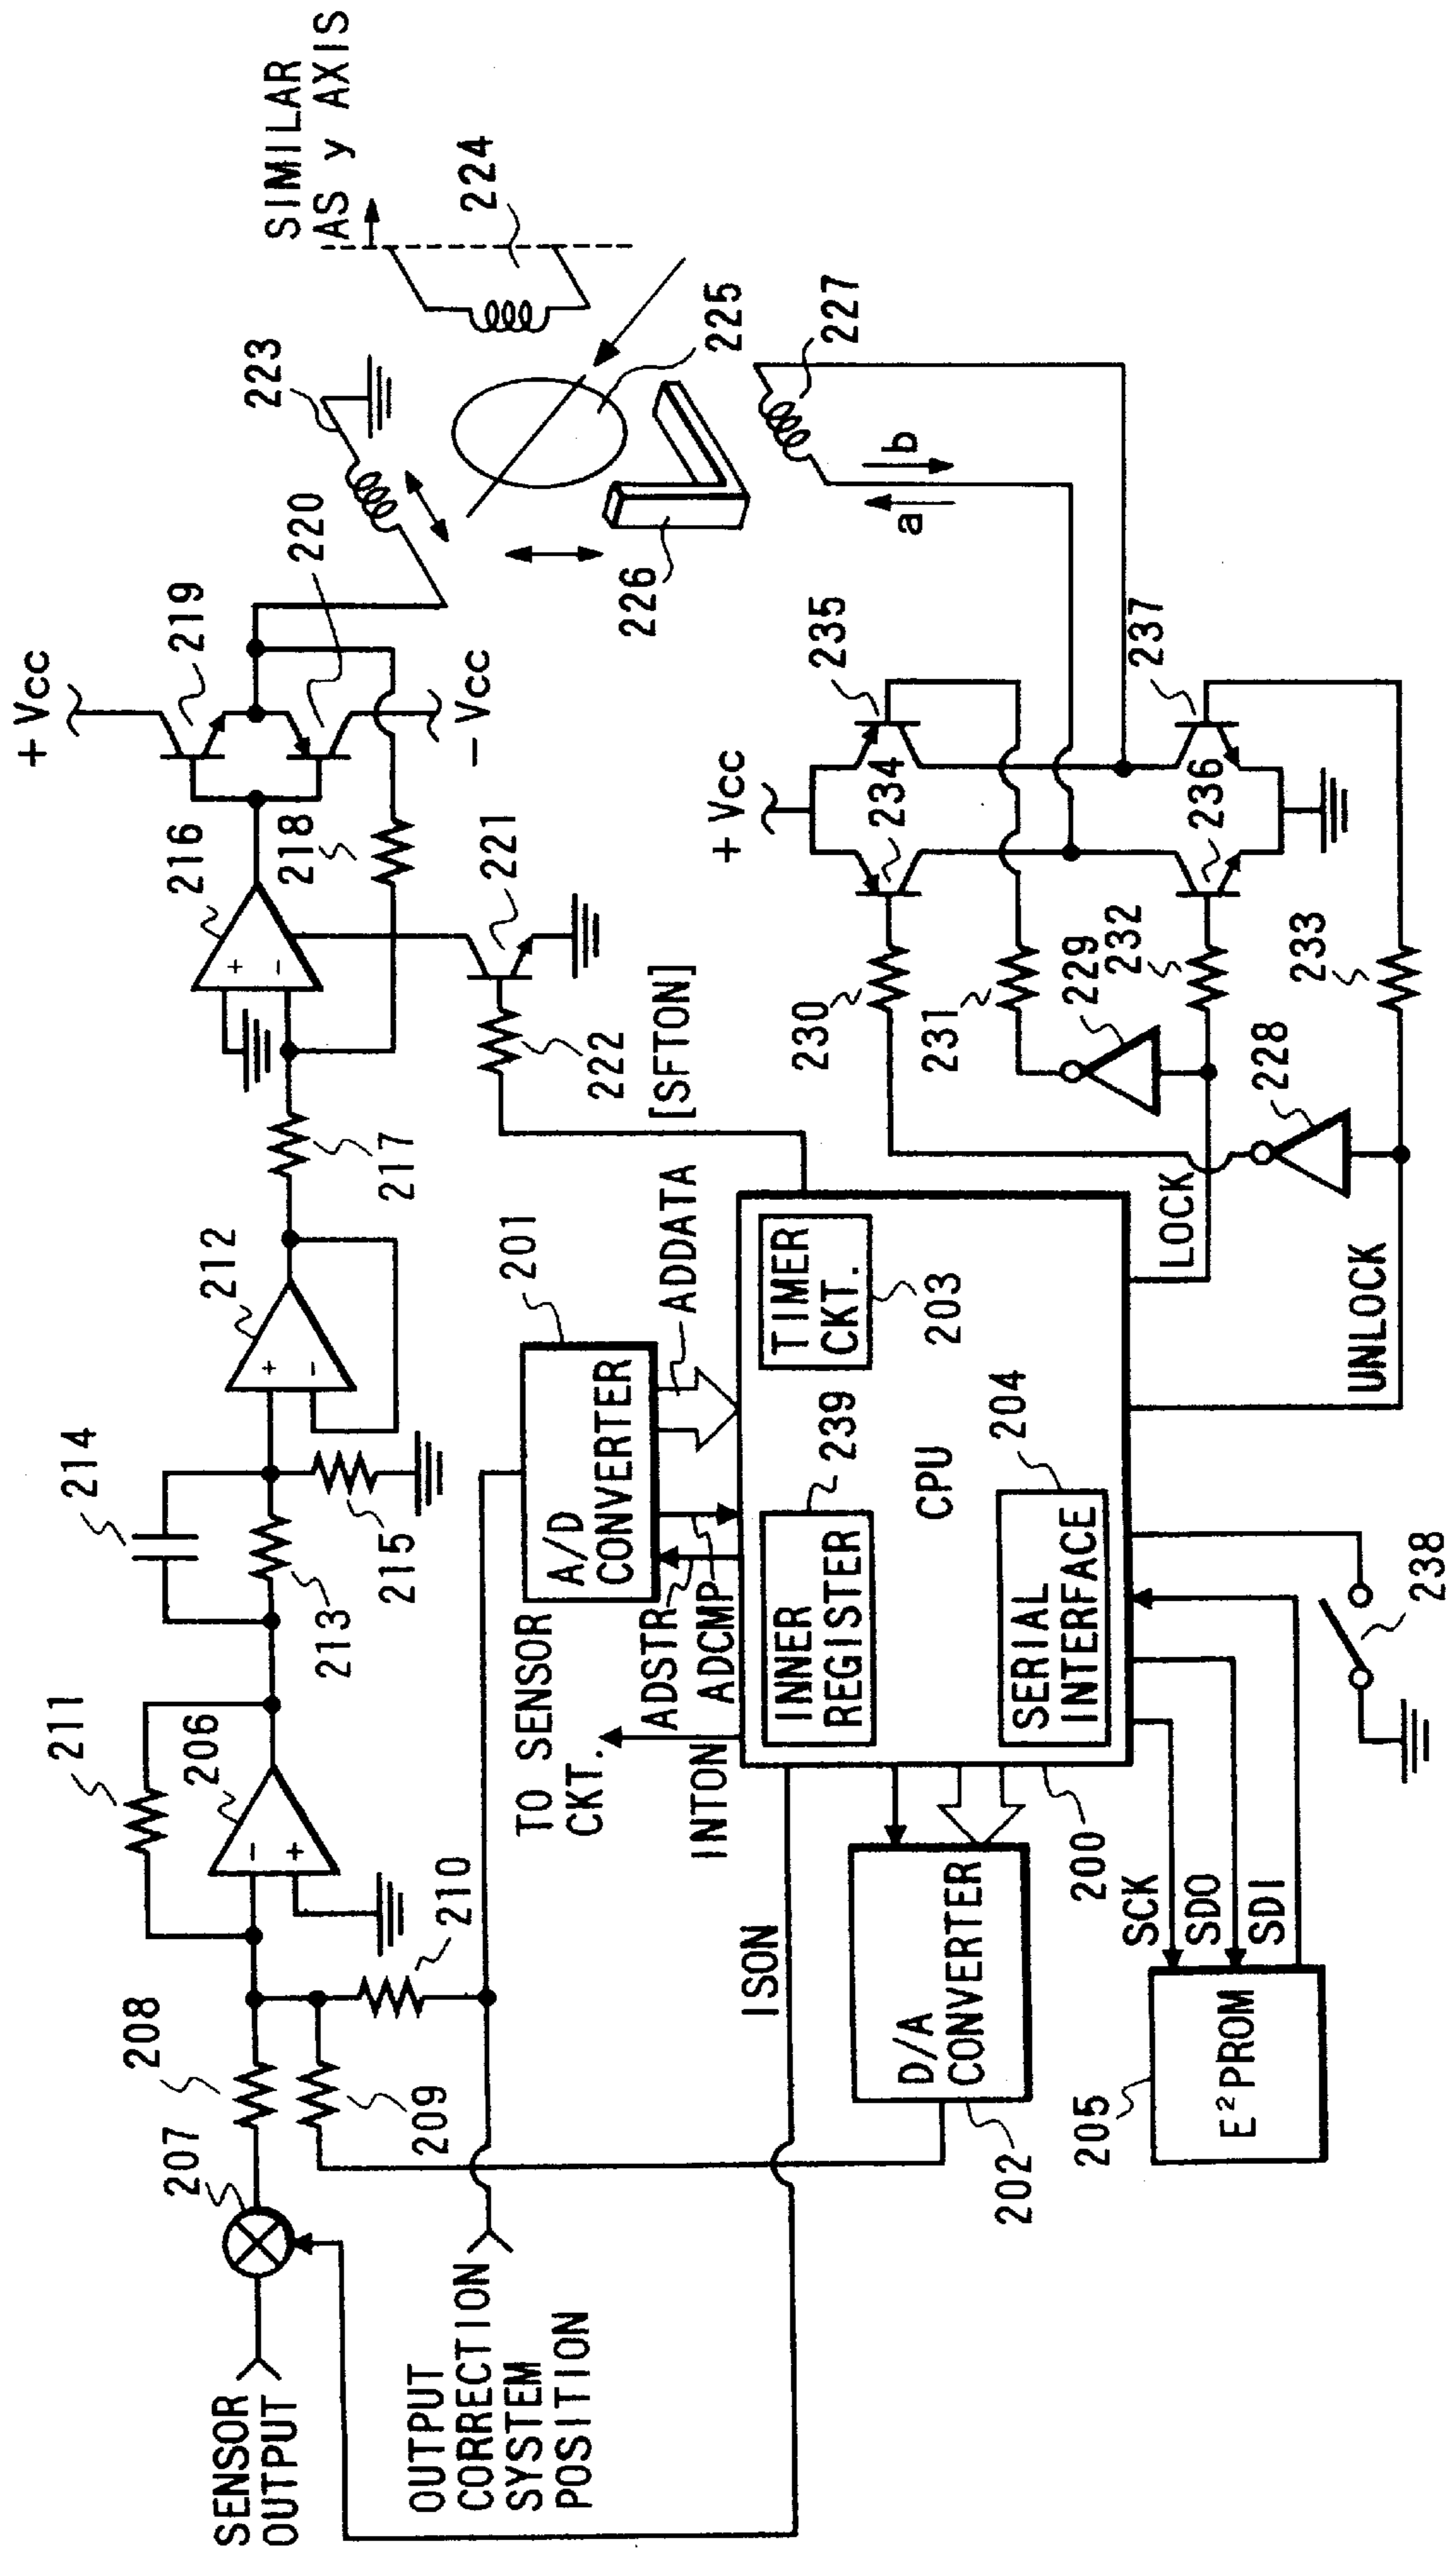 SENSOR
OUTPUT
207
208
209
210
211
206
-
+
OUTPUT
CORRECTION
SYSTEM
POSITION
213
214
215
212
+
-
217
216
+
-
218
+ Vcc
219
220
- Vcc
221
222
[SFTON]
223
SIMILAR
AS y AXIS
224
225
226
227
a
b
TO SENSOR
CKT.
A/D
CONVERTER
201
ADDATA
ADSTR
ADCMP
INTON
ISON
D/A
CONVERTER
202
INNER
REGISTER
239
TIMER
CKT.
203
CPU
SERIAL
INTERFACE
204
200
SCK
SDO
SDI
205
E²PROM
238
LOCK
UNLOCK
228
229
230
231
232
233
+ Vcc
234
235
236
237